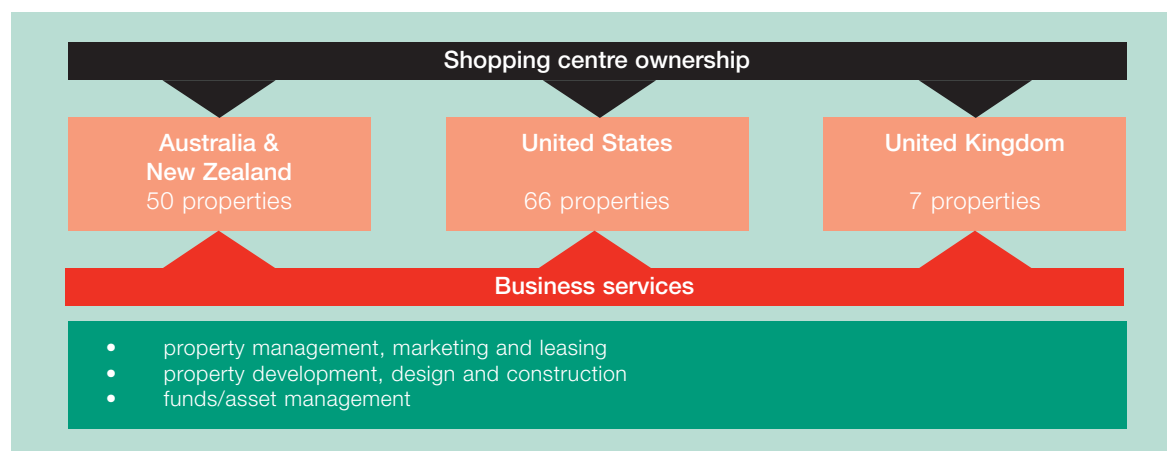 Shopping centre ownership
Australia &
New Zealand
50 properties
United States
66 properties
United Kingdom
7 properties
Business services
• property management, marketing and leasing
• property development, design and construction
• funds/asset management